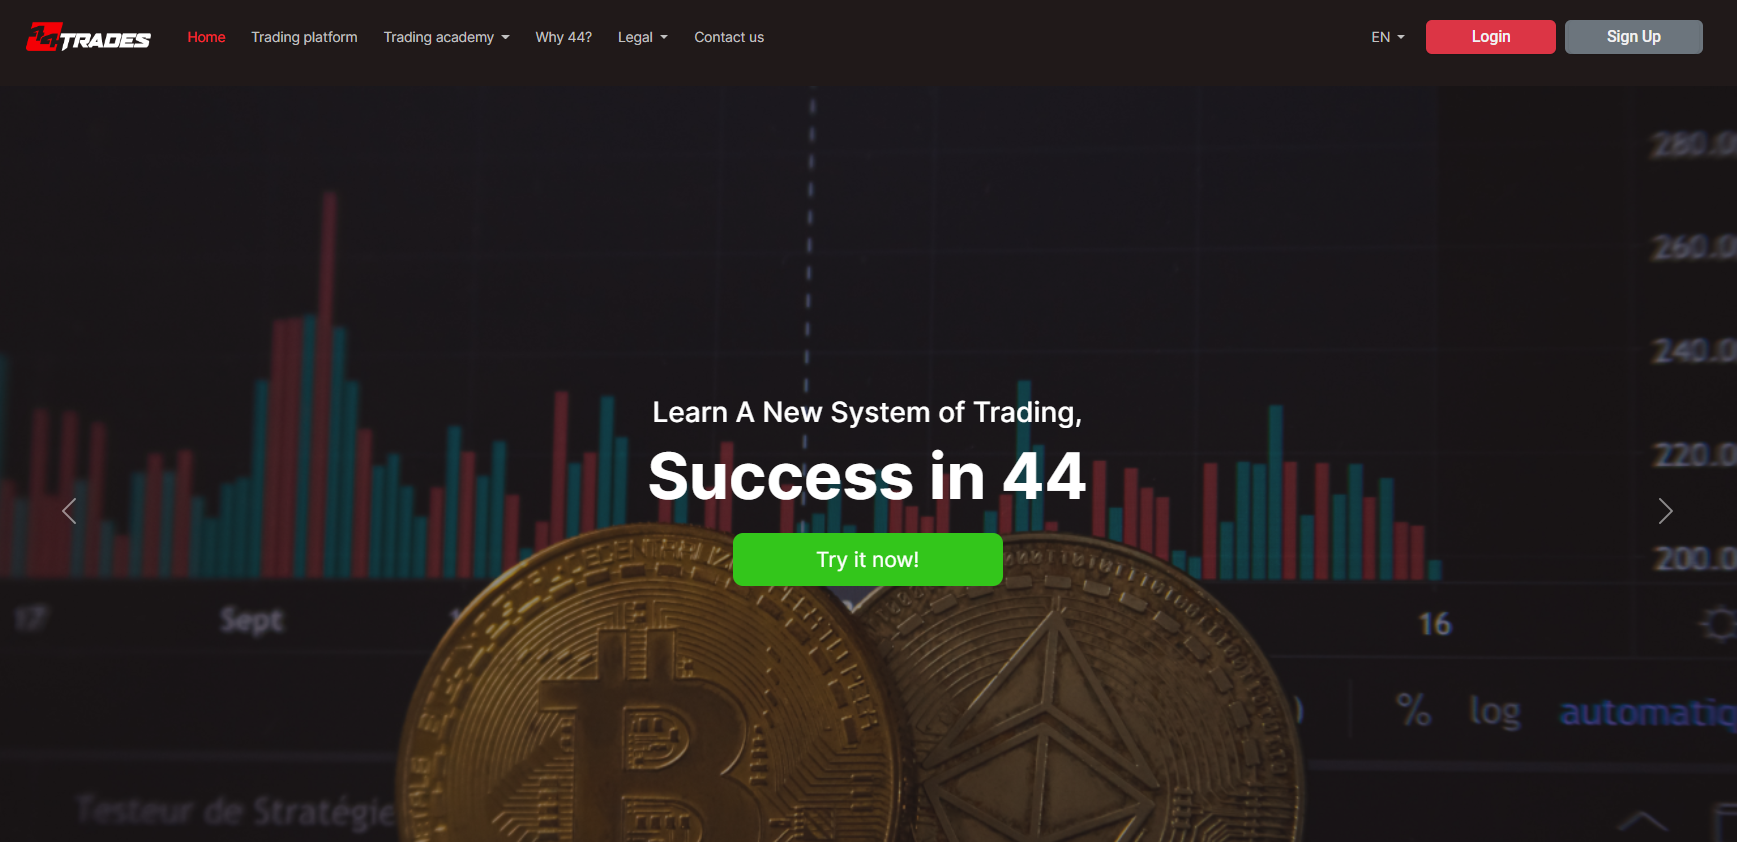 44TRADES
Home
Trading platform
Trading academy
Why 44?
Legal
Contact us
EN
Login
Sign Up
280.0
260.0
240.0
220.0
200.0
Learn A New System of Trading,
Success in 44
Try it now!
17
Sept
16
%
log
automatiq
Testeur de Stratégie